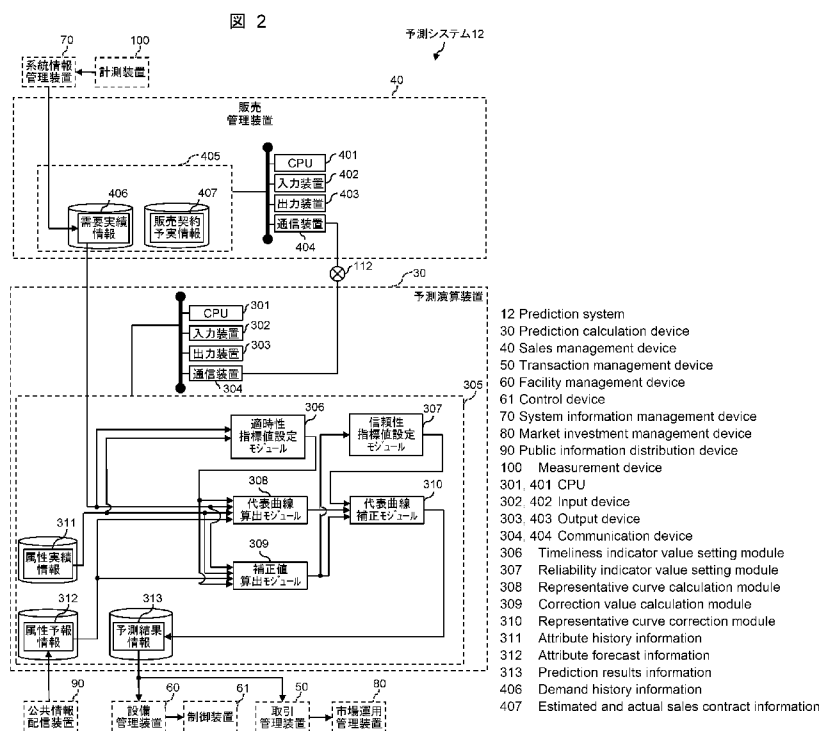 図 2
予測システム12
70
100
系統情報
管理装置
計測装置
40
販売
管理装置
405
406
407
需要実績
情報
販売契約
予実情報
CPU
401
入力装置
402
出力装置
403
通信装置
404
112
30
予測演算装置
CPU
301
入力装置
302
出力装置
303
通信装置
304
305
適時性
指標値設定
モジュール
306
信頼性
指標値設定
モジュール
307
308
代表曲線
算出モジュール
代表曲線
補正モジュール
310
309
補正値
算出モジュール
311
属性実績
情報
312
属性予報
情報
313
予測結果
情報
90
公共情報
配信装置
60
設備
管理装置
61
制御装置
50
取引
管理装置
80
市場運用
管理装置
12 Prediction system
30 Prediction calculation device
40 Sales management device
50 Transaction management device
60 Facility management device
61 Control device
70 System information management device
80 Market investment management device
90 Public information distribution device
100 Measurement device
301, 401 CPU
302, 402 Input device
303, 403 Output device
304, 404 Communication device
306 Timeliness indicator value setting module
307 Reliability indicator value setting module
308 Representative curve calculation module
309 Correction value calculation module
310 Representative curve correction module
311 Attribute history information
312 Attribute forecast information
313 Prediction results information
406 Demand history information
407 Estimated and actual sales contract information